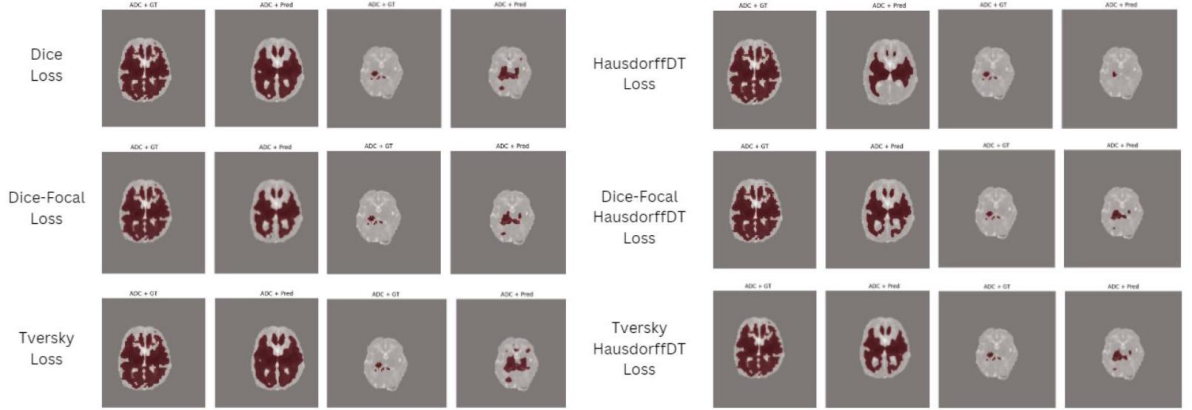 ADC + GT ADC + Pred ADC + GT ADC + Pred
Dice
Loss
ADC + GT ADC + Pred ADC + GT ADC + Pred
Dice-Focal
Loss
ADC + GT ADC + Pred ADC + GT ADC + Pred
Tversky
Loss
ADC + GT ADC + Pred ADC + GT ADC + Pred
HausdorffDT
Loss
ADC + GT ADC + Pred ADC + GT ADC + Pred
Dice-Focal
HausdorffDT
Loss
ADC + GT ADC + Pred ADC + GT ADC + Pred
Tversky
HausdorffDT
Loss